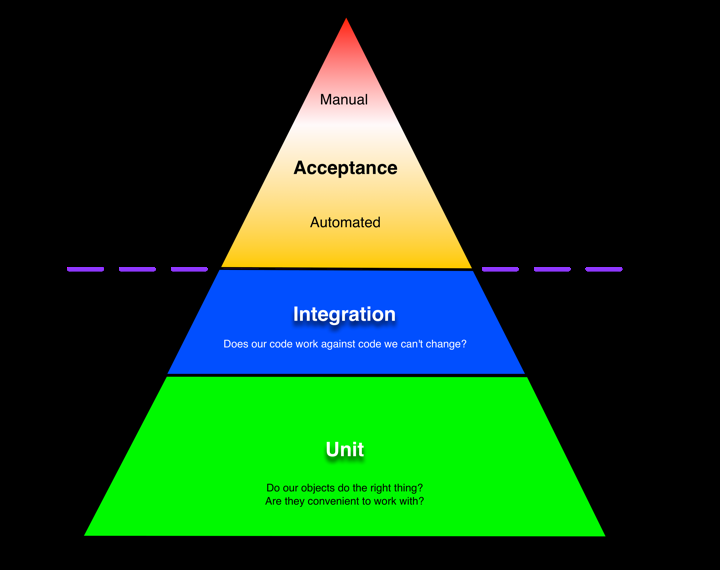 Manual
Acceptance
Automated
Integration
Does our code work against code we can't change?
Unit
Do our objects do the right thing?
Are they convenient to work with?